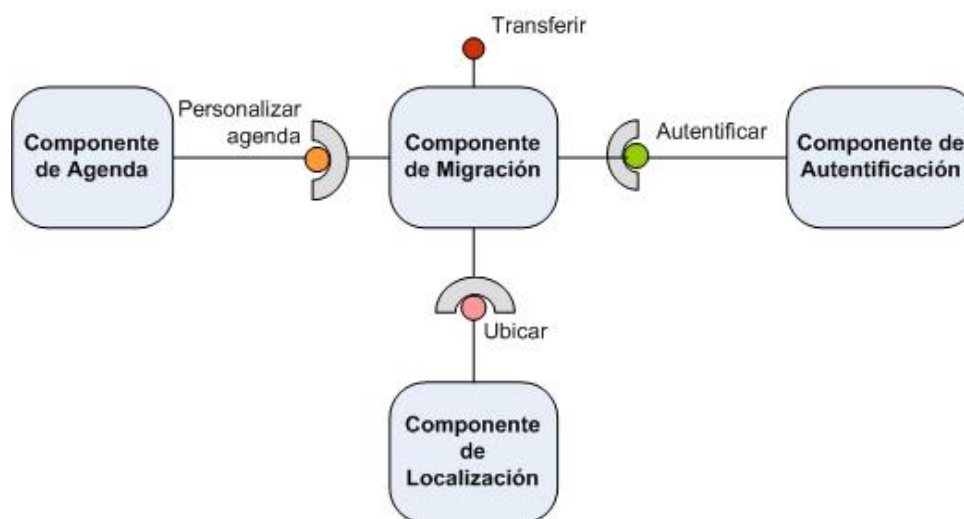 Transferir
Personalizar
agenda
Componente
de Agenda
Componente
de Migración
Autentificar
Componente de
Autentificación
Ubicar
Componente
de
Localización